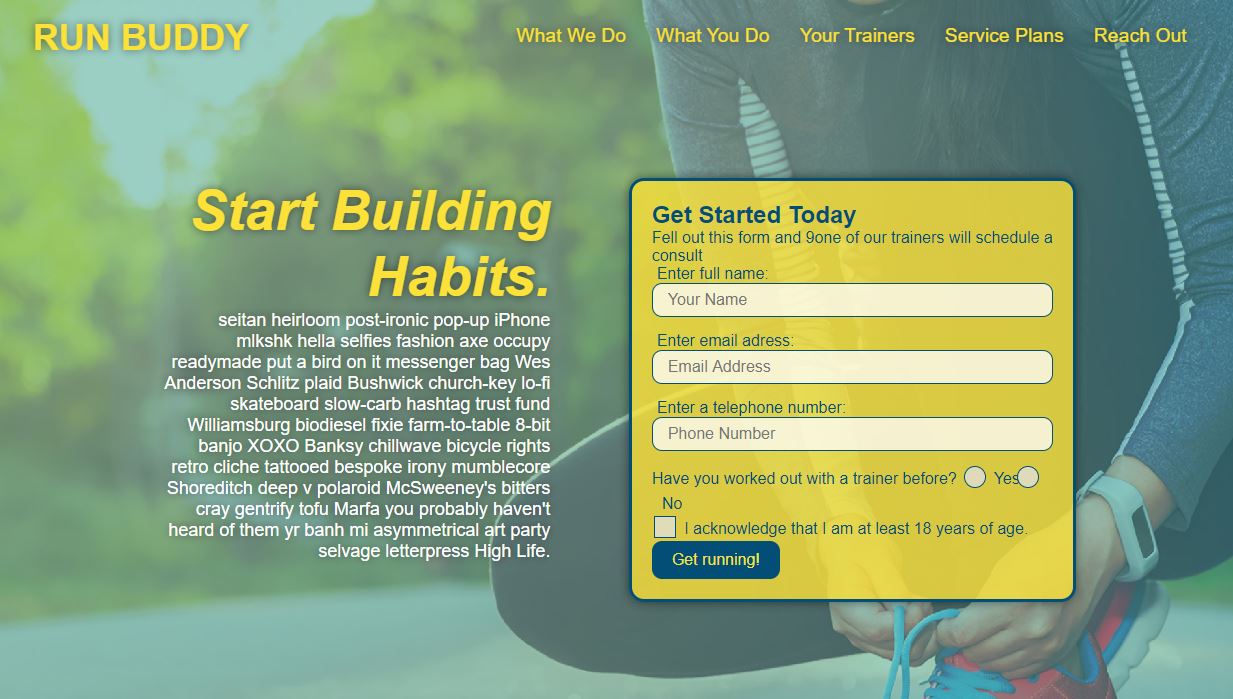 RUN BUDDY
What We Do What You Do Your Trainers Service Plans Reach Out
Start Building
Habits.
seitan heirloom post-ironic pop-up iPhone
mlkshk hella selfies fashion axe occupy
readymade put a bird on it messenger bag Wes
Anderson Schlitz plaid Bushwick church-key lo-fi
skateboard slow-carb hashtag trust fund
Williamsburg biodiesel fixie farm-to-table 8-bit
banjo XOXO Banksy chillwave bicycle rights
retro cliche tattooed bespoke irony mumblecore
Shoreditch deep v polaroid McSweeney's bitters
cray gentrify tofu Marfa you probably haven't
heard of them yr banh mi asymmetrical art party
selvage letterpress High Life.
Get Started Today
Fell out this form and 9one of our trainers will schedule a
consult
Enter full name:
Your Name
Enter email adress:
Email Address
Enter a telephone number:
Phone Number
Have you worked out with a trainer before? Yes
No
I acknowledge that I am at least 18 years of age.
Get running!